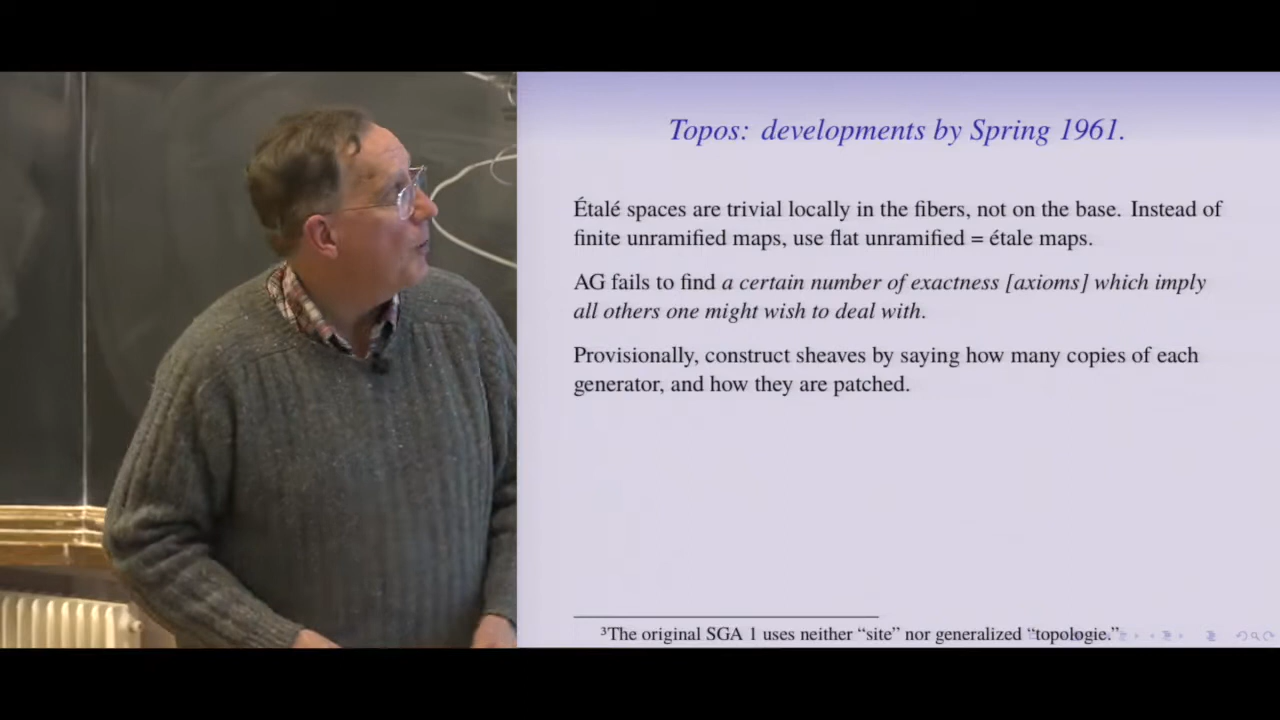 Topos: developments by Spring 1961.
Étalé spaces are trivial locally in the fibers, not on the base. Instead of
finite unramified maps, use flat unramified = étale maps.
AG fails to find a certain number of exactness [axioms] which imply
all others one might wish to deal with.
Provisionally, construct sheaves by saying how many copies of each
generator, and how they are patched.
³The original SGA 1 uses neither “site” nor generalized “topologie.”